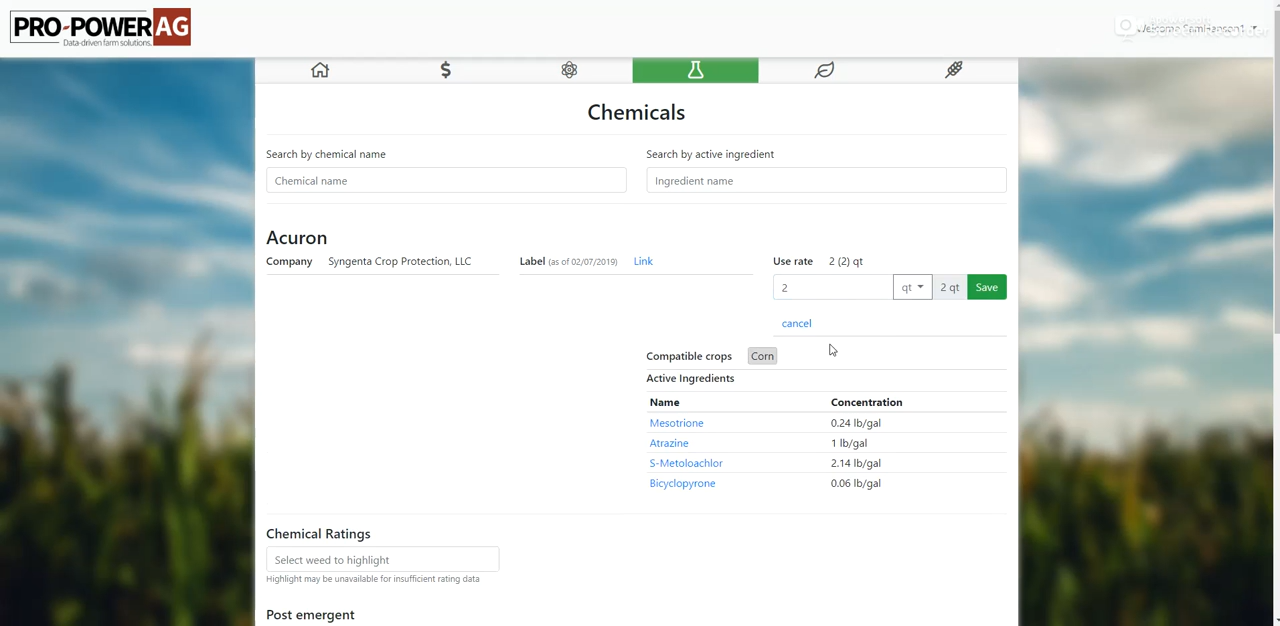 PRO-POWER AG
Data-driven farm solutions.
$
Chemicals
Search by chemical name
Search by active ingredient
Chemical name
Ingredient name
Acuron
Company Syngenta Crop Protection, LLC
Label (as of 02/07/2019) Link
Use rate 2 (2) qt
2 qt 2 qt Save
cancel
Compatible crops Corn
Active Ingredients
Name Concentration
Mesotrione 0.24 lb/gal
Atrazine 1 lb/gal
S-Metoloachlor 2.14 lb/gal
Bicyclopyrone 0.06 lb/gal
Chemical Ratings
Select weed to highlight
Highlight may be unavailable for insufficient rating data
Post emergent